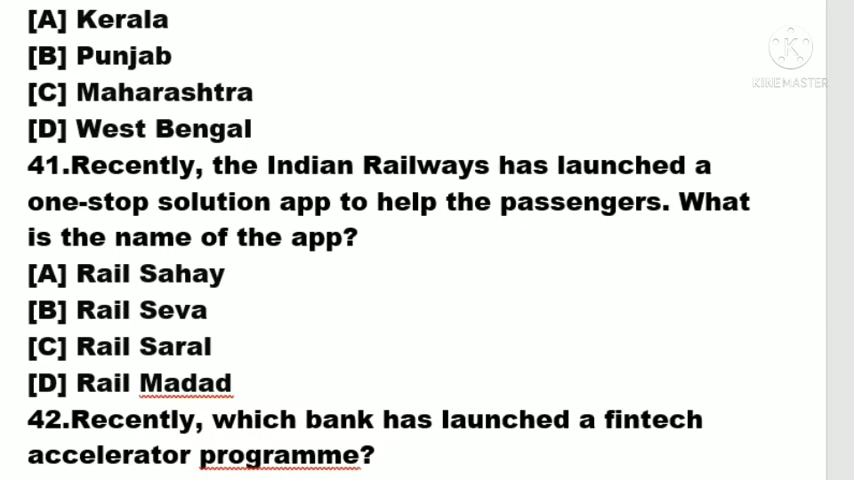 [A] Kerala
[B] Punjab
[C] Maharashtra
[D] West Bengal
41.Recently, the Indian Railways has launched a
one-stop solution app to help the passengers. What
is the name of the app?
[A] Rail Sahay
[B] Rail Seva
[C] Rail Saral
[D] Rail Madad
42.Recently, which bank has launched a fintech
accelerator programme?
K
KINEMASTER